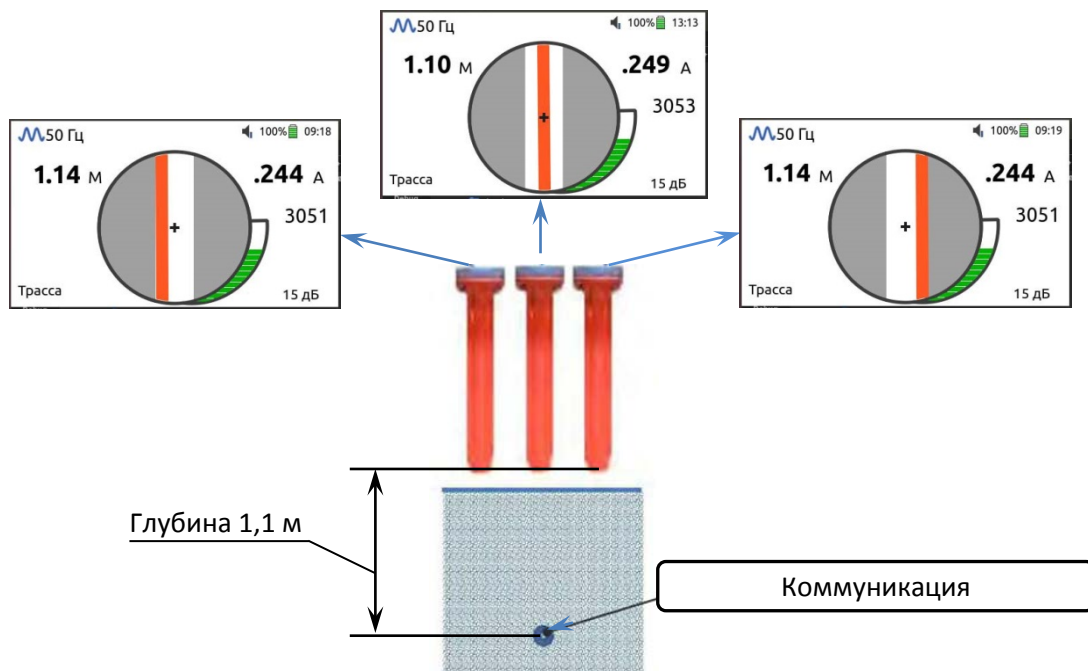 50 Гц 100% 13:13
1.10 м .249 А
3053
Трасса 15 дБ
50 Гц 100% 09:18
1.14 м .244 А
3051
Трасса 15 дБ
50 Гц 100% 09:19
1.14 м .244 А
3051
Трасса 15 дБ
Глубина 1,1 м
Коммуникация